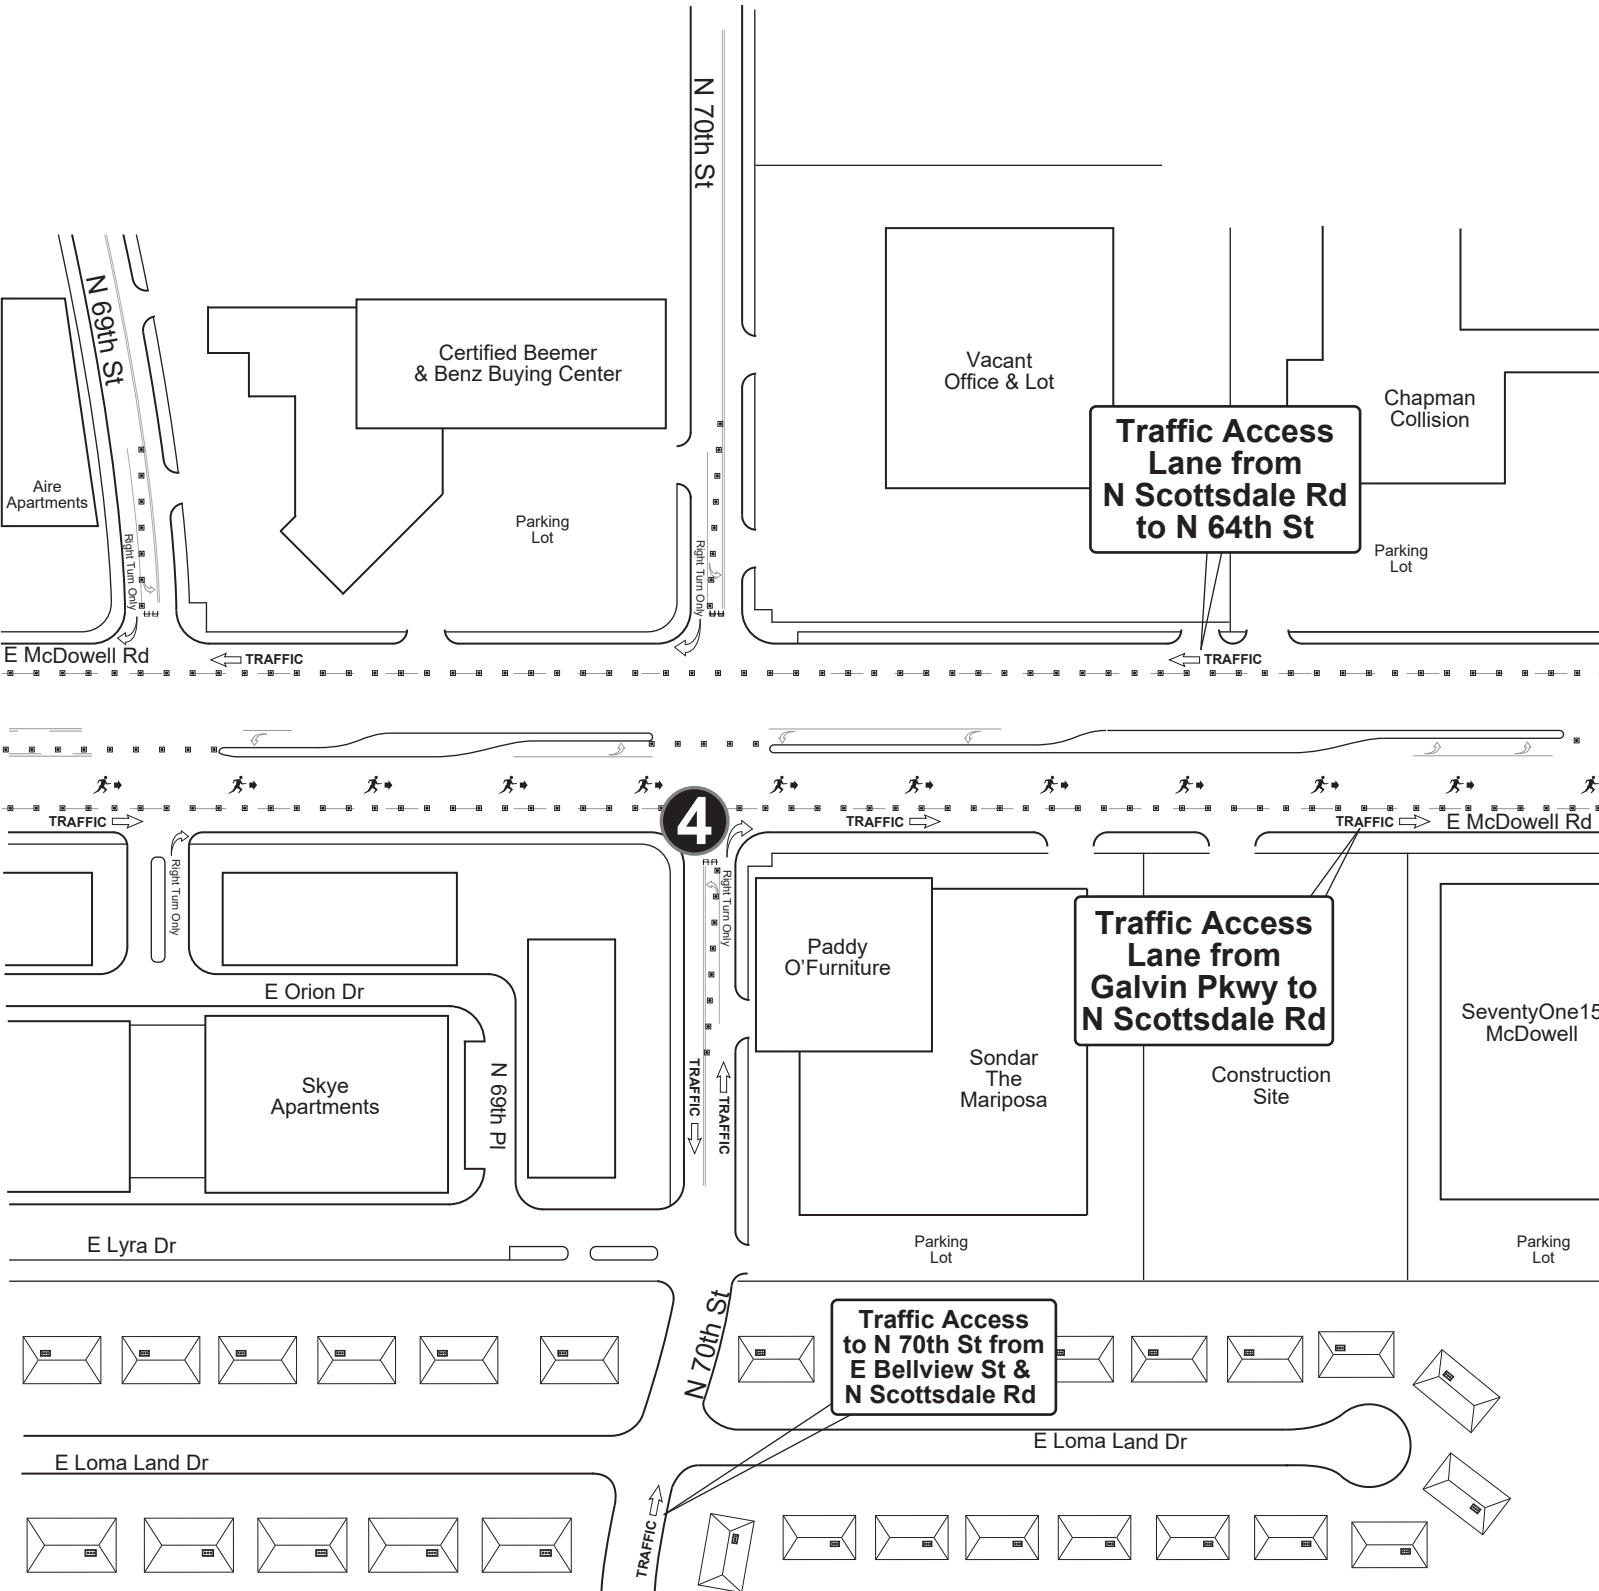 N 70th St
N 69th St
Certified Beemer
& Benz Buying Center
Vacant
Office & Lot
Chapman
Collision
Traffic Access
Lane from
N Scottsdale Rd
to N 64th St
Aire
Apartments
Parking
Lot
Parking
Lot
Right Turn Only
Right Turn Only
E McDowell Rd
TRAFFIC
TRAFFIC
4
TRAFFIC
TRAFFIC
TRAFFIC
E McDowell Rd
Right Turn Only
Right Turn Only
Traffic Access
Lane from
Galvin Pkwy to
N Scottsdale Rd
Paddy
O'Furniture
E Orion Dr
SeventyOne15
McDowell
Sondar
The
Mariposa
Construction
Site
Skye
Apartments
N 69th Pl
TRAFFIC
TRAFFIC
E Lyra Dr
Parking
Lot
Parking
Lot
N 70th St
Traffic Access
to N 70th St from
E Bellview St &
N Scottsdale Rd
E Loma Land Dr
E Loma Land Dr
TRAFFIC